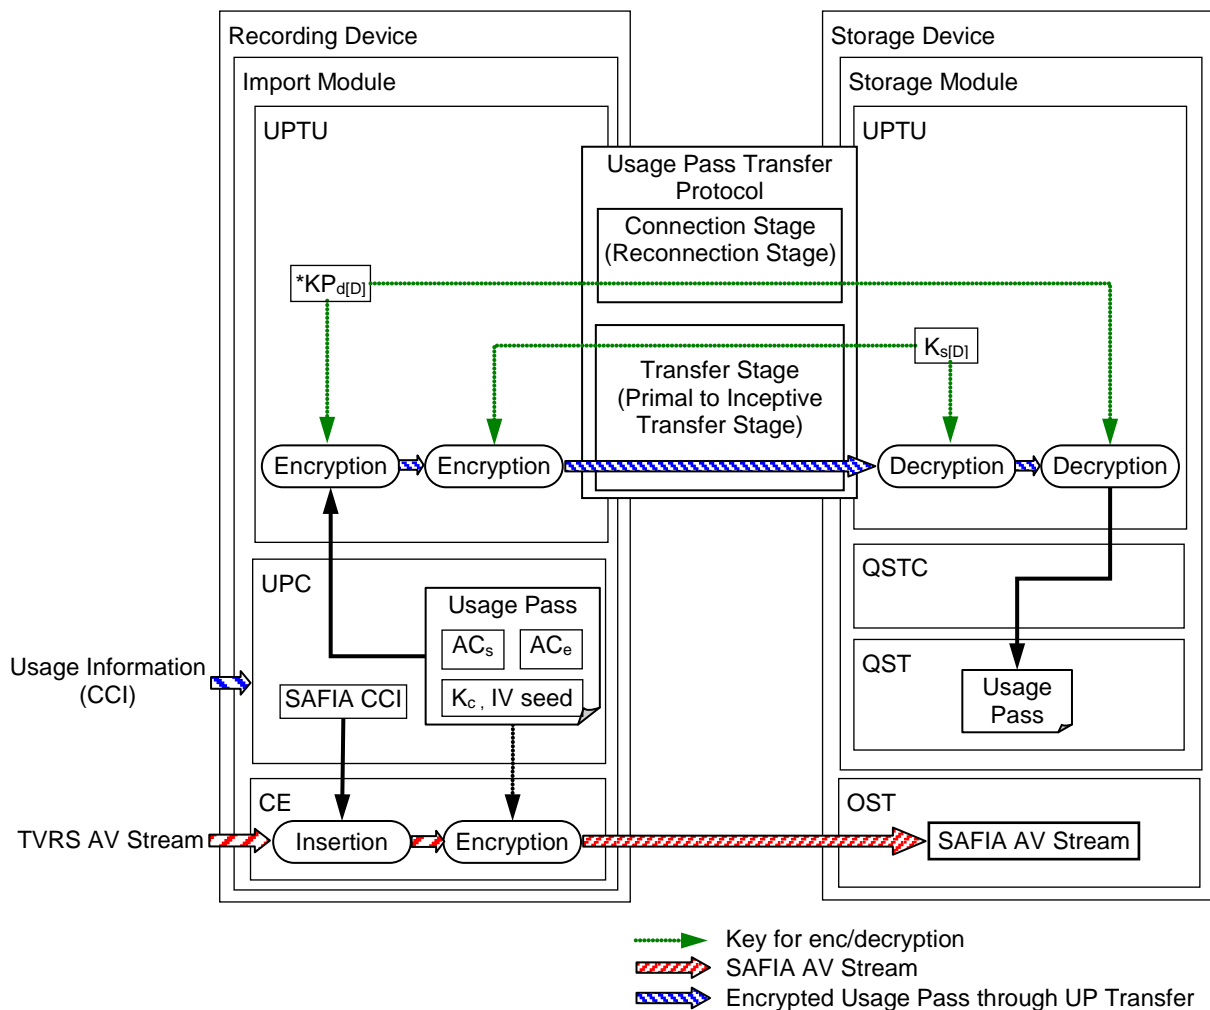 Recording Device
Import Module
UPTU
Storage Device
Storage Module
UPTU
Usage Pass Transfer
Protocol
Connection Stage
(Reconnection Stage)
*KPd[D]
Transfer Stage
(Primal to Inceptive
Transfer Stage)
Ks[D]
Encryption
Encryption
Decryption
Decryption
UPC
Usage Pass
ACs
ACe
Kc , IV seed
SAFIA CCI
Usage Information
(CCI)
QSTC
QST
Usage
Pass
CE
TVRS AV Stream
Insertion
Encryption
OST
SAFIA AV Stream
Key for enc/decryption
SAFIA AV Stream
Encrypted Usage Pass through UP Transfer